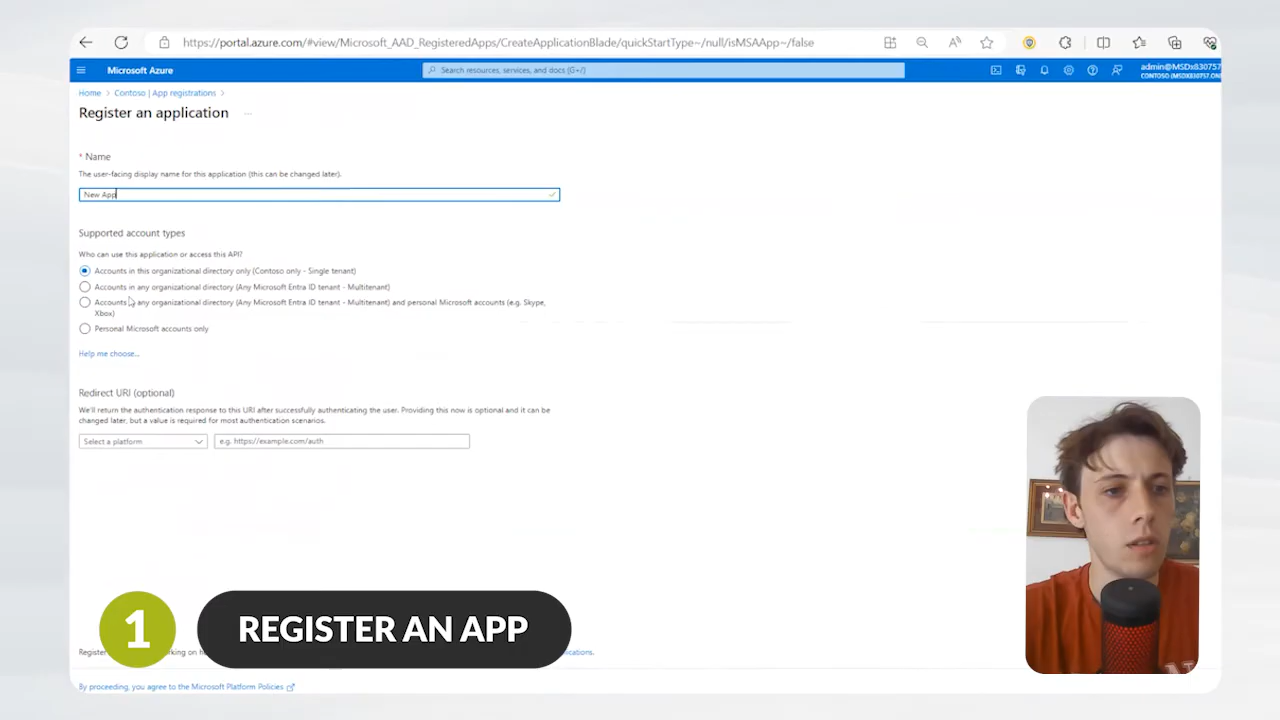 https://portal.azure.com/#view/Microsoft_AAD_RegisteredApps/CreateApplicationBlade/quickStartType~/null/isMSAApp~/false
Microsoft Azure
Search resources, services, and docs (G+/)
admin@MSDx830757
CONTOSO (MSDX830757.ON
Home > Contoso | App registrations >
Register an application ...
* Name
The user-facing display name for this application (this can be changed later).
New App
Supported account types
Who can use this application or access this API?
Accounts in this organizational directory only (Contoso only - Single tenant)
Accounts in any organizational directory (Any Microsoft Entra ID tenant - Multitenant)
Accounts in any organizational directory (Any Microsoft Entra ID tenant - Multitenant) and personal Microsoft accounts (e.g. Skype,
Xbox)
Personal Microsoft accounts only
Help me choose...
Redirect URI (optional)
We'll return the authentication response to this URI after successfully authenticating the user. Providing this now is optional and it can be
changed later, but a value is required for most authentication scenarios.
Select a platform
e.g. https://example.com/auth
1 REGISTER AN APP
By proceeding, you agree to the Microsoft Platform Policies